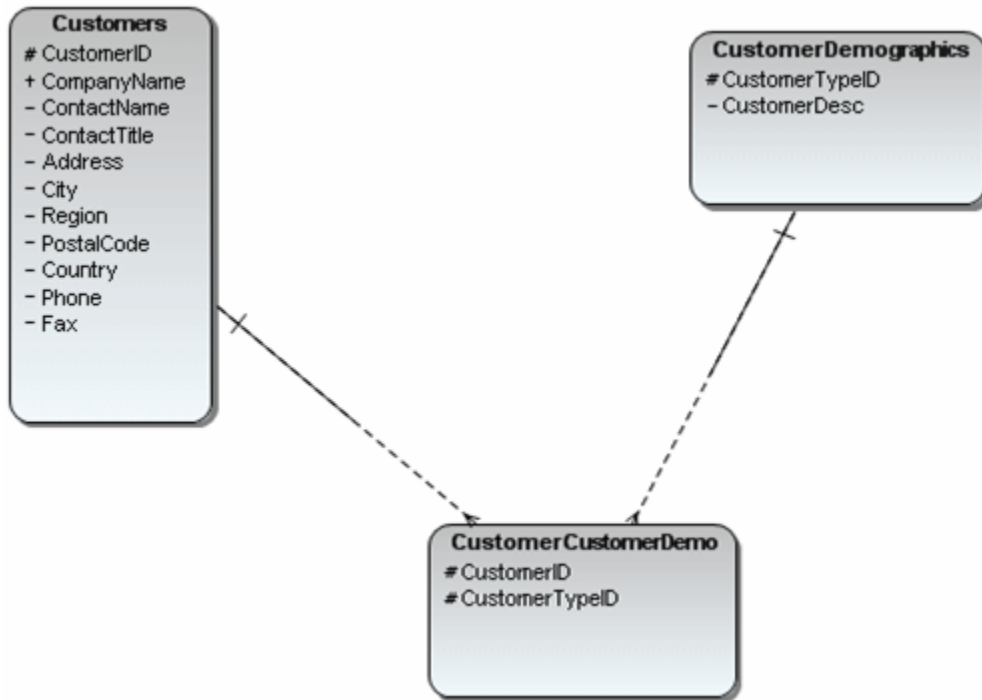 Customers
# CustomerID
+ CompanyName
- ContactName
- ContactTitle
- Address
- City
- Region
- PostalCode
- Country
- Phone
- Fax
CustomerDemographics
# CustomerTypeID
- CustomerDesc
CustomerCustomerDemo
# CustomerID
# CustomerTypeID